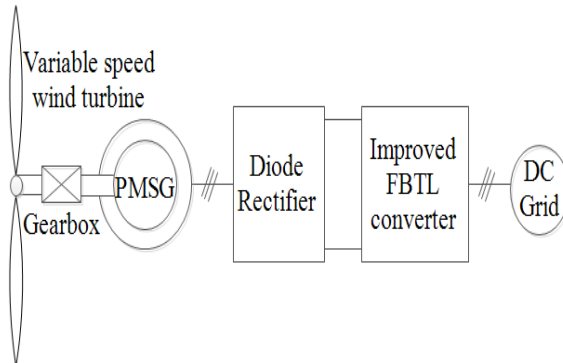 Variable speed
wind turbine
Gearbox
PMSG
Diode
Rectifier
Improved
FBTL
converter
DC
Grid